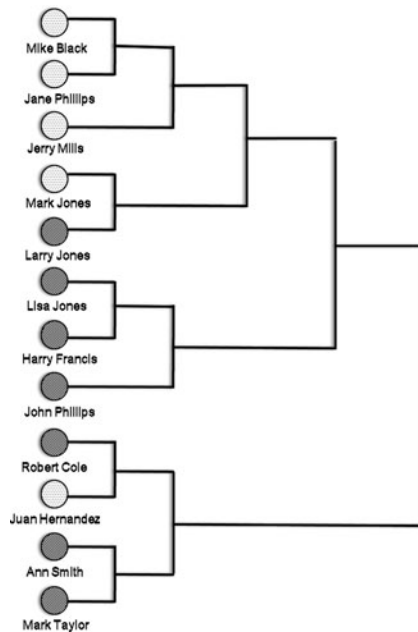 Mike Black
Jane Phillips
Jerry Mills
Mark Jones
Larry Jones
Lisa Jones
Harry Francis
John Phillips
Robert Cole
Juan Hernandez
Ann Smith
Mark Taylor